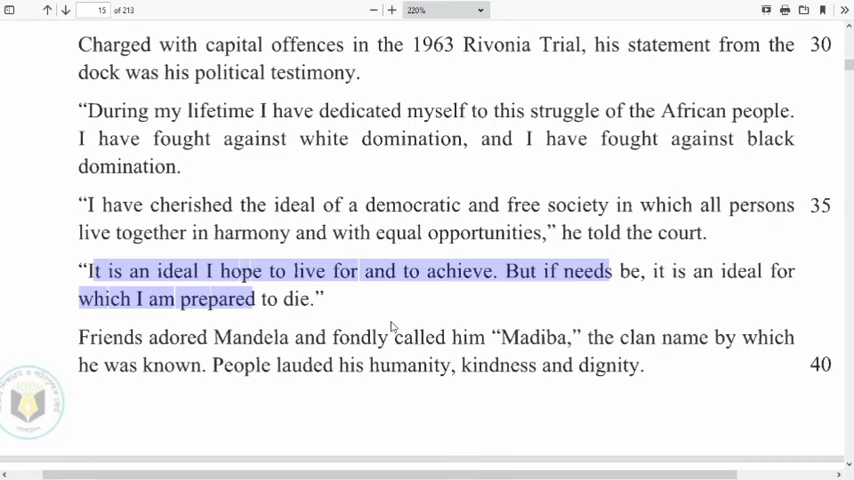 15 of 213
220%
Charged with capital offences in the 1963 Rivonia Trial, his statement from the 30
dock was his political testimony.
“During my lifetime I have dedicated myself to this struggle of the African people.
I have fought against white domination, and I have fought against black
domination.
“I have cherished the ideal of a democratic and free society in which all persons 35
live together in harmony and with equal opportunities,” he told the court.
“It is an ideal I hope to live for and to achieve. But if needs be, it is an ideal for
which I am prepared to die.”
Friends adored Mandela and fondly called him “Madiba,” the clan name by which
he was known. People lauded his humanity, kindness and dignity. 40